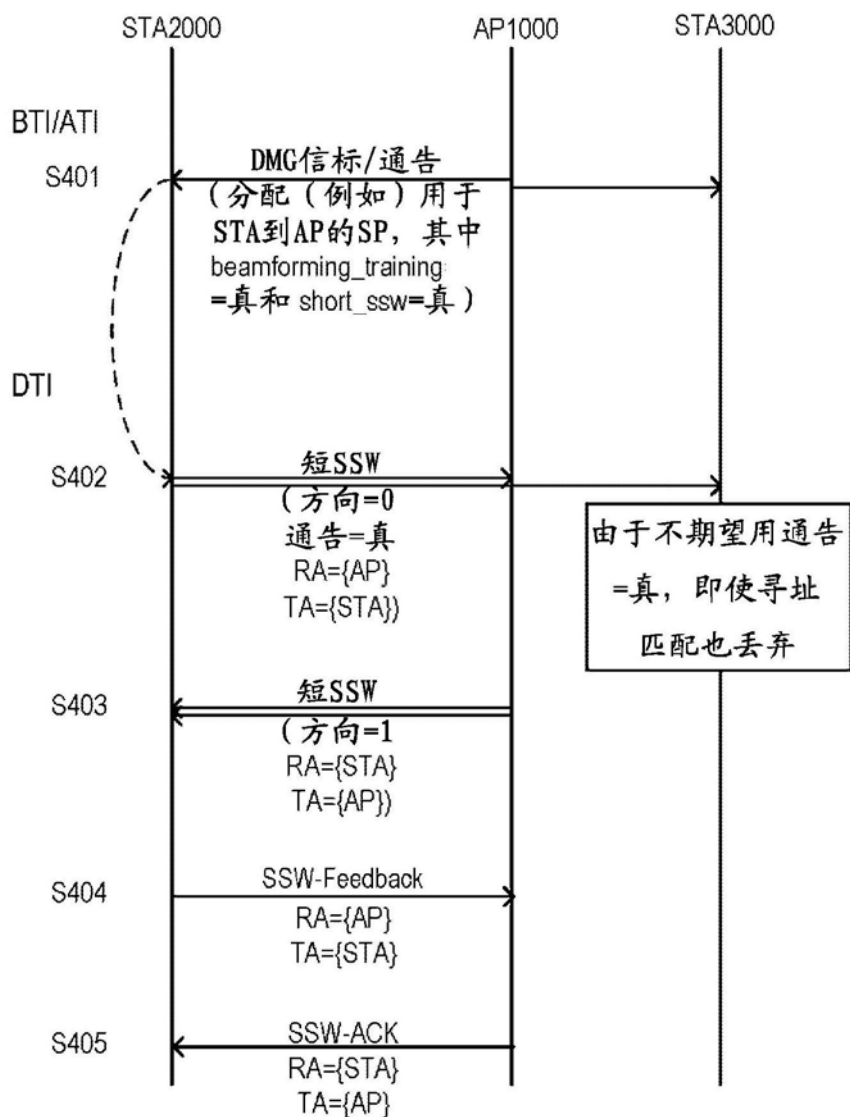 STA2000 AP1000 STA3000
BTI/ATI
S401
DMG信标/通告
(分配（例如）用于
STA到AP的SP，其中
beamforming_training
=真和 short_ssw=真）
DTI
S402
短SSW
(方向=0
通告=真
RA={AP}
TA={STA})
由于不期望用通告
=真，即使寻址
匹配也丢弃
S403
短SSW
(方向=1
RA={STA}
TA={AP})
S404
SSW-Feedback
RA={AP}
TA={STA}
S405
SSW-ACK
RA={STA}
TA={AP}